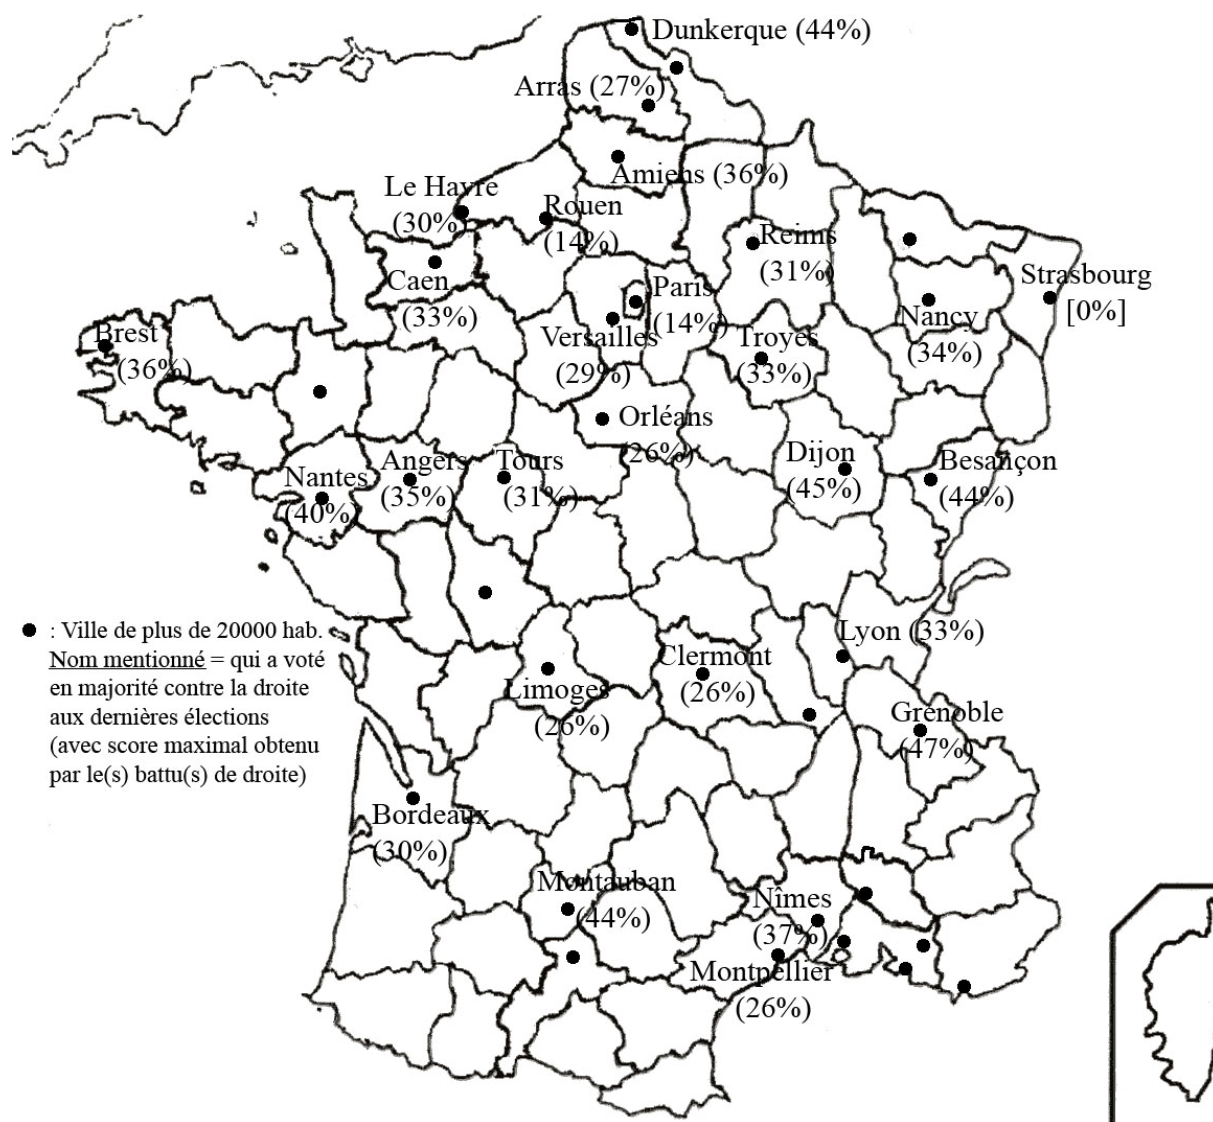 Dunkerque (44%)
Arras (27%)
Amiens (36%)
Le Havre
(30%)
Rouen
(14%)
Reims
(31%)
Caen
(33%)
Paris
(14%)
Strasbourg
[0%]
Nancy
(34%)
Brest
(36%)
Versailles
(29%)
Troyes
(33%)
Orléans
(26%)
Nantes
(40%)
Angers
(35%)
Tours
(31%)
Dijon
(45%)
Besançon
(44%)
: Ville de plus de 20000 hab.
Nom mentionné = qui a voté
en majorité contre la droite
aux dernières élections
(avec score maximal obtenu
par le(s) battu(s) de droite)
Lyon (33%)
Clermont
(26%)
Limoges
(26%)
Grenoble
(47%)
Bordeaux
(30%)
Montauban
(44%)
Nîmes
(37%)
Montpellier
(26%)